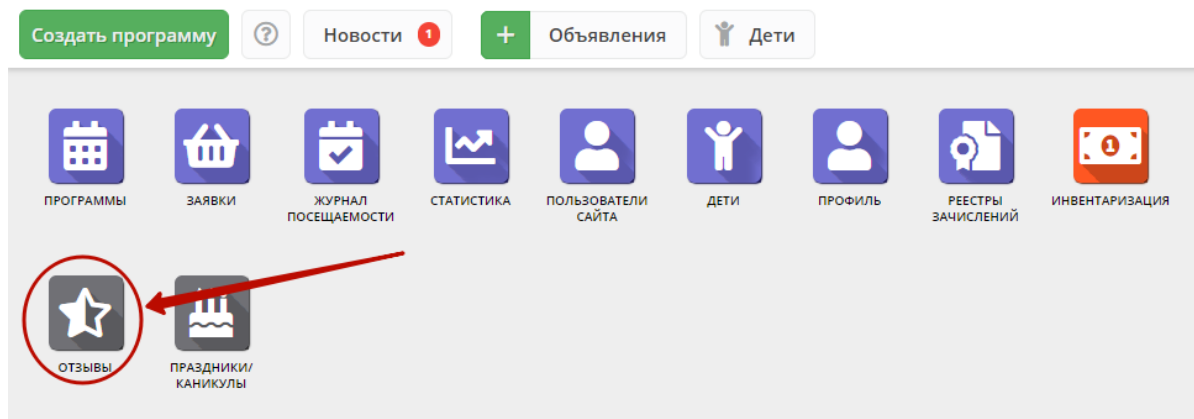 Создать программу
Новости 1
+ Объявления
Дети
ПРОГРАММЫ
ЗАЯВКИ
ЖУРНАЛ
ПОСЕЩАЕМОСТИ
СТАТИСТИКА
ПОЛЬЗОВАТЕЛИ
САЙТА
ДЕТИ
ПРОФИЛЬ
РЕЕСТРЫ
ЗАЧИСЛЕНИЙ
1
ИНВЕНТАРИЗАЦИЯ
ОТЗЫВЫ
ПРАЗДНИКИ/
КАНИКУЛЫ